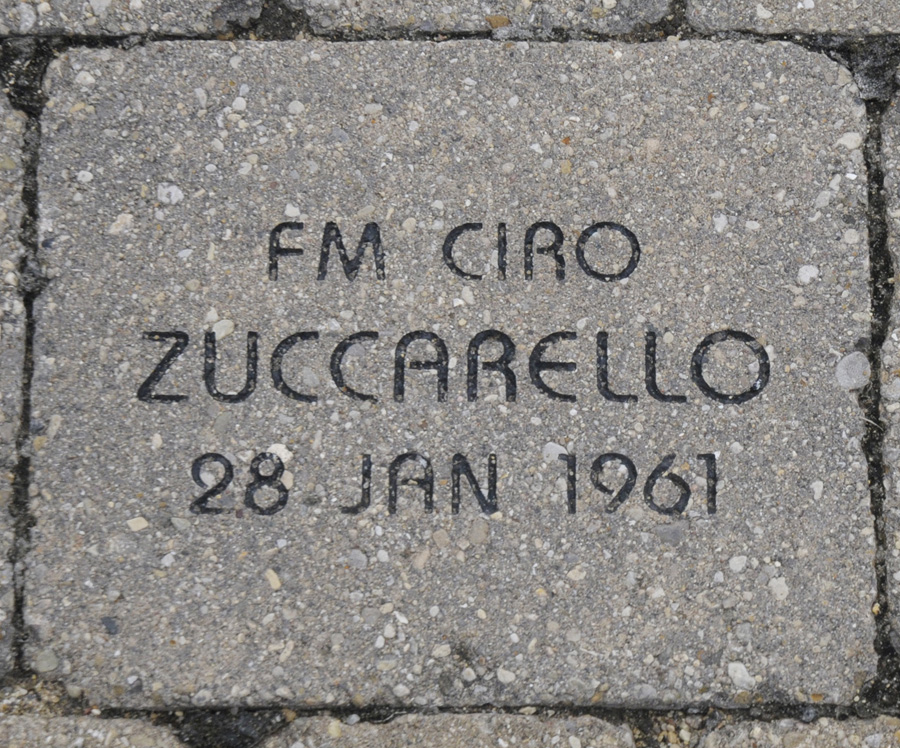 FM CIRO
ZUCCARELLO
28 JAN 1961